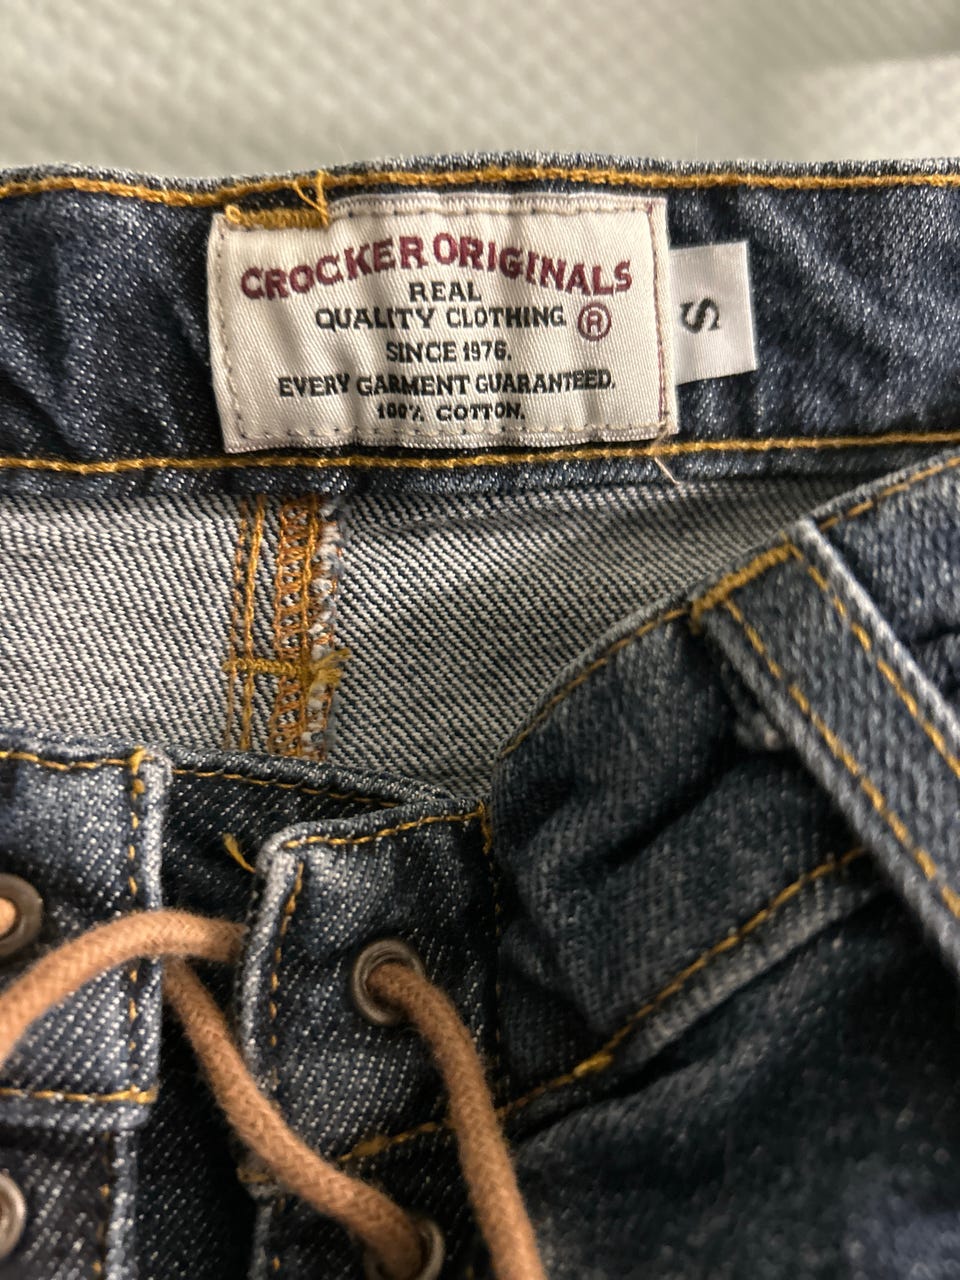 CROCKER ORIGINALS
REAL
QUALITY CLOTHING ®
SINCE 1976.
EVERY GARMENT GUARANTEED.
100% COTTON.
S